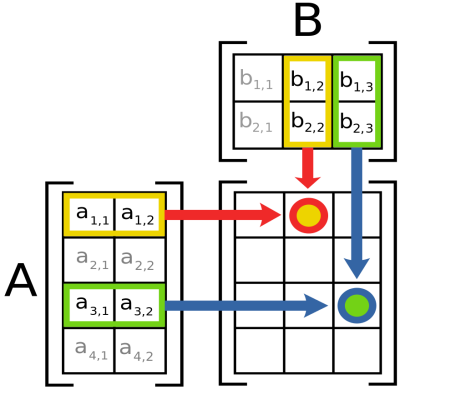 B
b1,1 b1,2 b1,3
b2,1 b2,2 b2,3
A
a1,1 a1,2
a2,1 a2,2
a3,1 a3,2
a4,1 a4,2